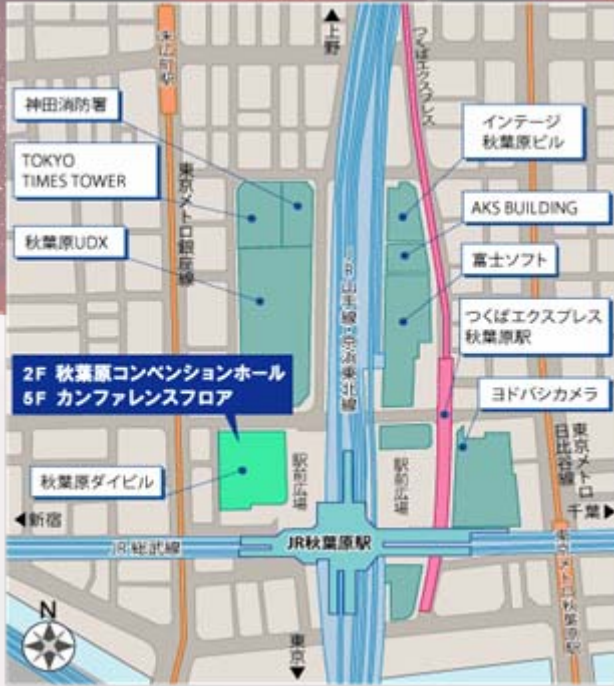 上野
末広町駅
つくばエクスプレス
神田消防署
TOKYO
TIMES TOWER
東京メトロ銀座線
秋葉原UDX
インテージ
秋葉原ビル
AKS BUILDING
富士ソフト
JR山手線・京浜東北線
つくばエクスプレス
秋葉原駅
2F 秋葉原コンベンションホール
5F カンファレンスフロア
ヨドバシカメラ
秋葉原ダイビル
駅前広場
駅前広場
東京メトロ
日比谷線
新宿
千葉
JR総武線
JR秋葉原駅
東京メトロ秋葉原駅
N
東京